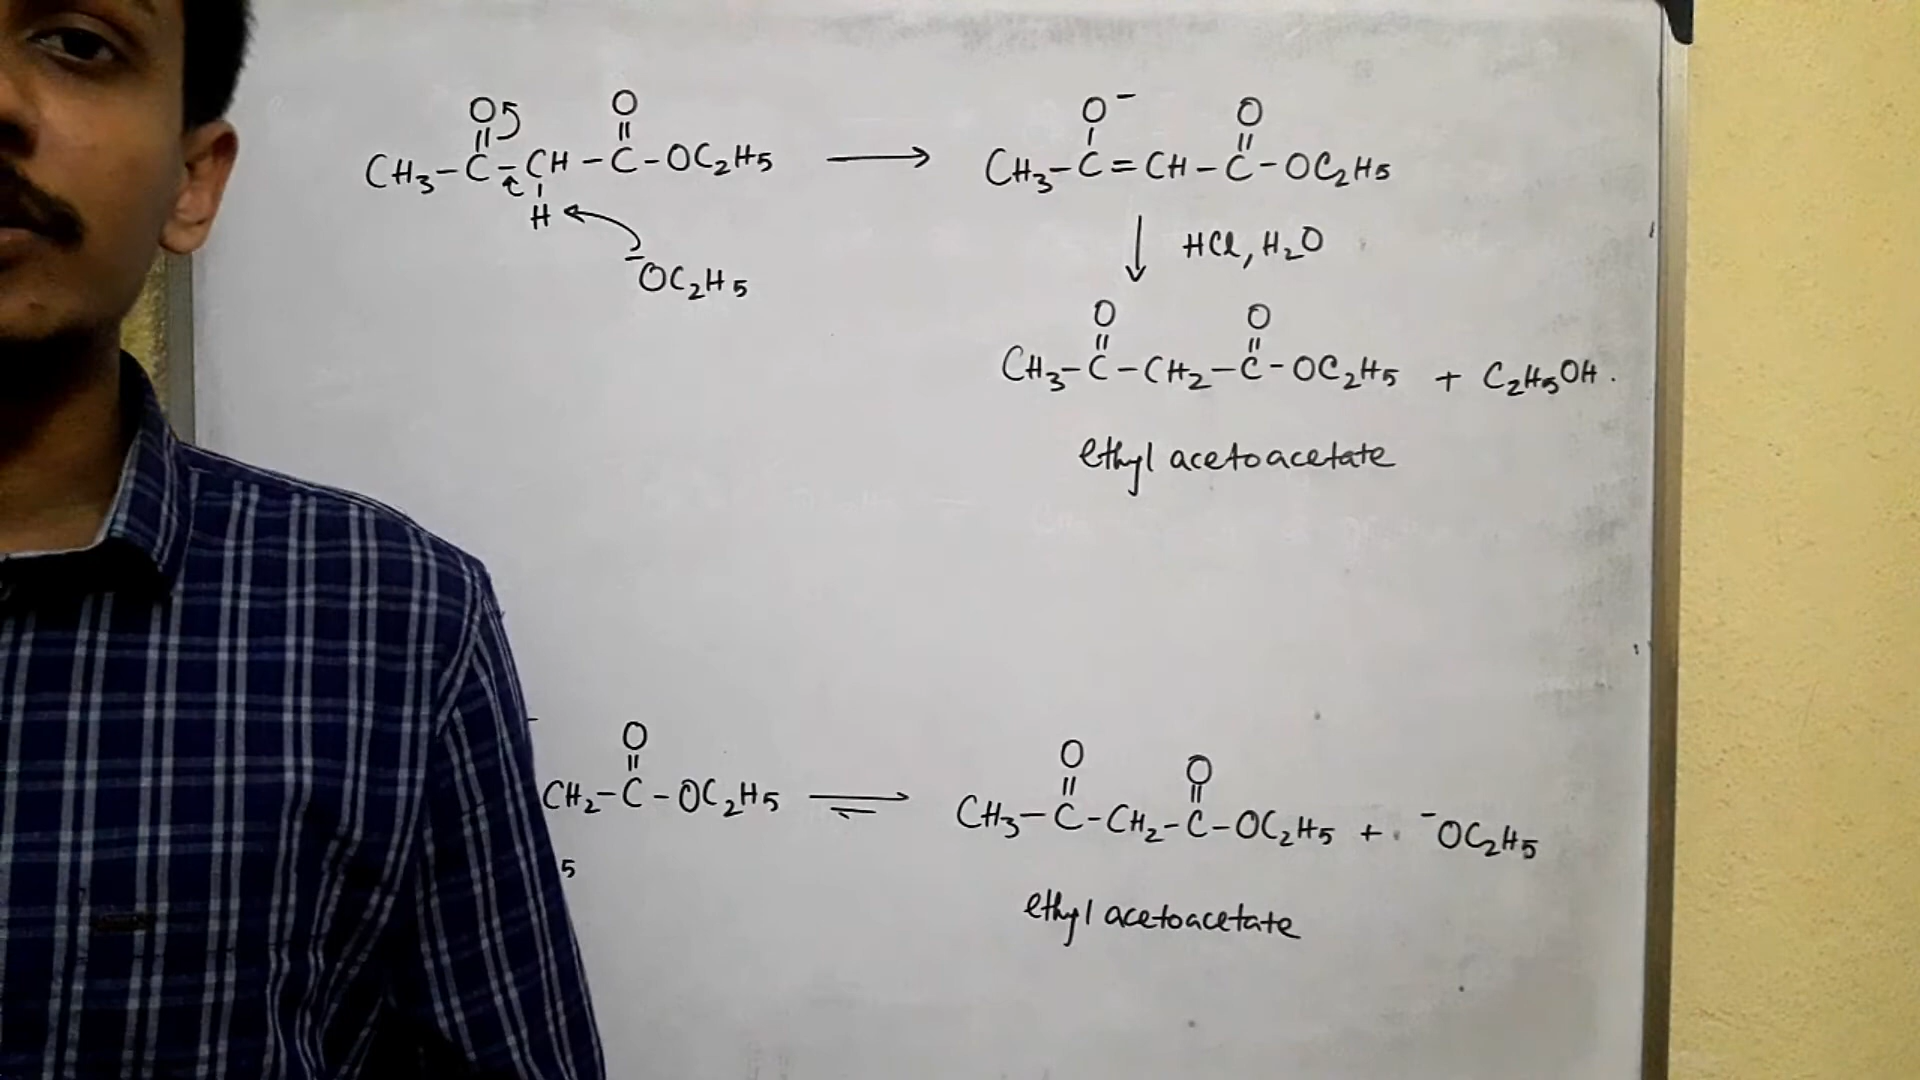 O O
CH₃-C-CH-C-OC₂H₅ ⟶
H
⁻OC₂H₅
O⁻ O
CH₃-C=CH-C-OC₂H₅
↓ HCl, H₂O
O O
CH₃-C-CH₂-C-OC₂H₅ + C₂H₅OH.
ethyl acetoacetate
O
CH₂-C-OC₂H₅ ⇌
5
O O
CH₃-C-CH₂-C-OC₂H₅ + ⁻OC₂H₅
ethyl acetoacetate